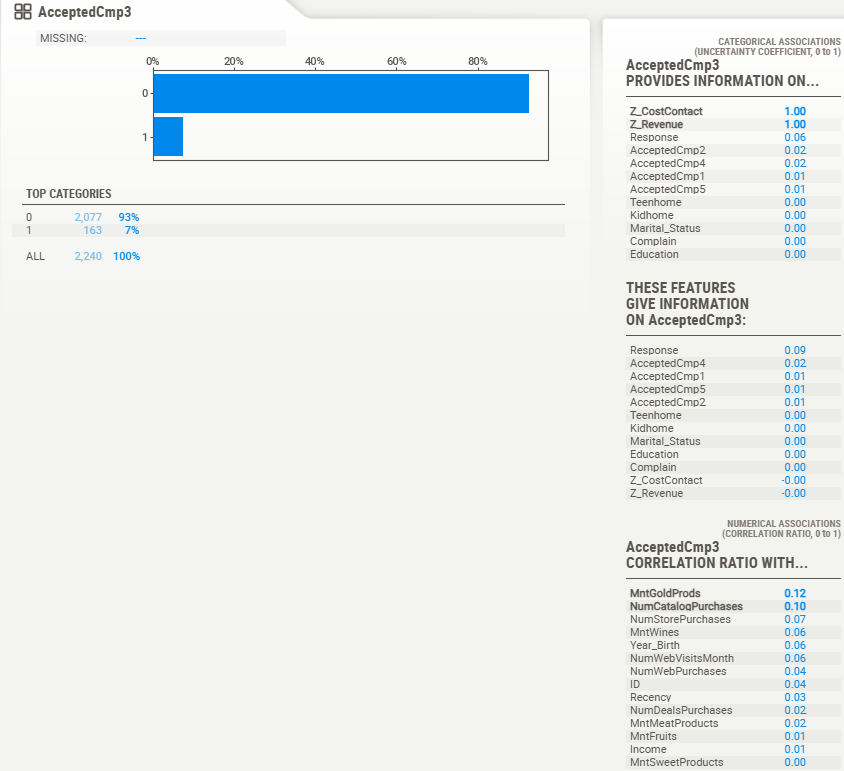 AcceptedCmp3
MISSING: ---
0% 20% 40% 60% 80%
0
1
TOP CATEGORIES
0 2,077 93%
1 163 7%
ALL 2,240 100%
CATEGORICAL ASSOCIATIONS
(UNCERTAINTY COEFFICIENT, 0 to 1)
AcceptedCmp3
PROVIDES INFORMATION ON...
Z_CostContact 1.00
Z_Revenue 1.00
Response 0.06
AcceptedCmp2 0.02
AcceptedCmp4 0.02
AcceptedCmp1 0.01
AcceptedCmp5 0.01
Teenhome 0.00
Kidhome 0.00
Marital_Status 0.00
Complain 0.00
Education 0.00
THESE FEATURES
GIVE INFORMATION
ON AcceptedCmp3:
Response 0.09
AcceptedCmp4 0.02
AcceptedCmp1 0.01
AcceptedCmp5 0.01
AcceptedCmp2 0.01
Teenhome 0.00
Kidhome 0.00
Marital_Status 0.00
Education 0.00
Complain 0.00
Z_CostContact -0.00
Z_Revenue -0.00
NUMERICAL ASSOCIATIONS
(CORRELATION RATIO, 0 to 1)
AcceptedCmp3
CORRELATION RATIO WITH...
MntGoldProds 0.12
NumCatalogPurchases 0.10
NumStorePurchases 0.07
MntWines 0.06
Year_Birth 0.06
NumWebVisitsMonth 0.06
NumWebPurchases 0.04
ID 0.04
Recency 0.03
NumDealsPurchases 0.02
MntMeatProducts 0.02
MntFruits 0.01
Income 0.01
MntSweetProducts 0.00